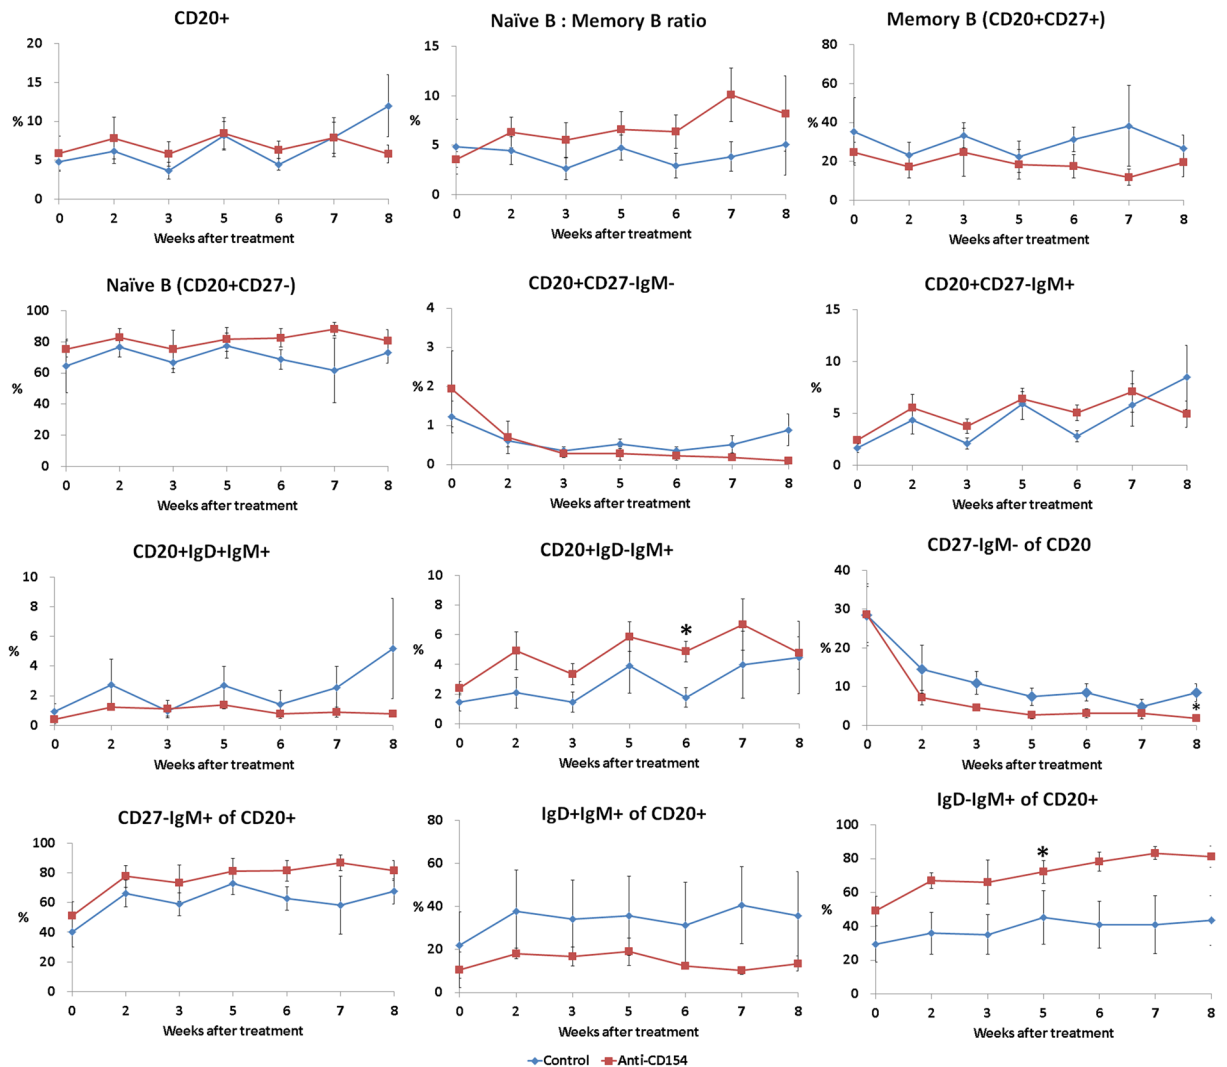 CD20+
20
15
%
10
5
0
0 2 3 5 6 7 8
Weeks after treatment
Naïve B : Memory B ratio
15
10
%
5
0
0 2 3 5 6 7 8
Weeks after treatment
Memory B (CD20+CD27+)
80
60
%
40
20
0
0 2 3 5 6 7 8
Weeks after treatment
Naïve B (CD20+CD27-)
100
80
60
%
40
20
0
0 2 3 5 6 7 8
Weeks after treatment
CD20+CD27-IgM-
4
3
%
2
1
0
0 2 3 5 6 7 8
Weeks after treatment
CD20+CD27-IgM+
15
10
%
5
0
0 2 3 5 6 7 8
Weeks after treatment
CD20+IgD+IgM+
10
8
6
%
4
2
0
0 2 3 5 6 7 8
Weeks after treatment
CD20+IgD-IgM+
10
8
6
%
4
2
0
*
0 2 3 5 6 7 8
Weeks after treatment
CD27-IgM- of CD20
40
30
%
20
10
0
*
0 2 3 5 6 7 8
Weeks after treatment
CD27-IgM+ of CD20+
100
80
60
%
40
20
0
0 2 3 5 6 7 8
Weeks after treatment
IgD+IgM+ of CD20+
80
60
%
40
20
0
0 2 3 5 6 7 8
Weeks after treatment
IgD-IgM+ of CD20+
100
80
60
%
40
20
0
*
0 2 3 5 6 7 8
Weeks after treatment
Control Anti-CD154